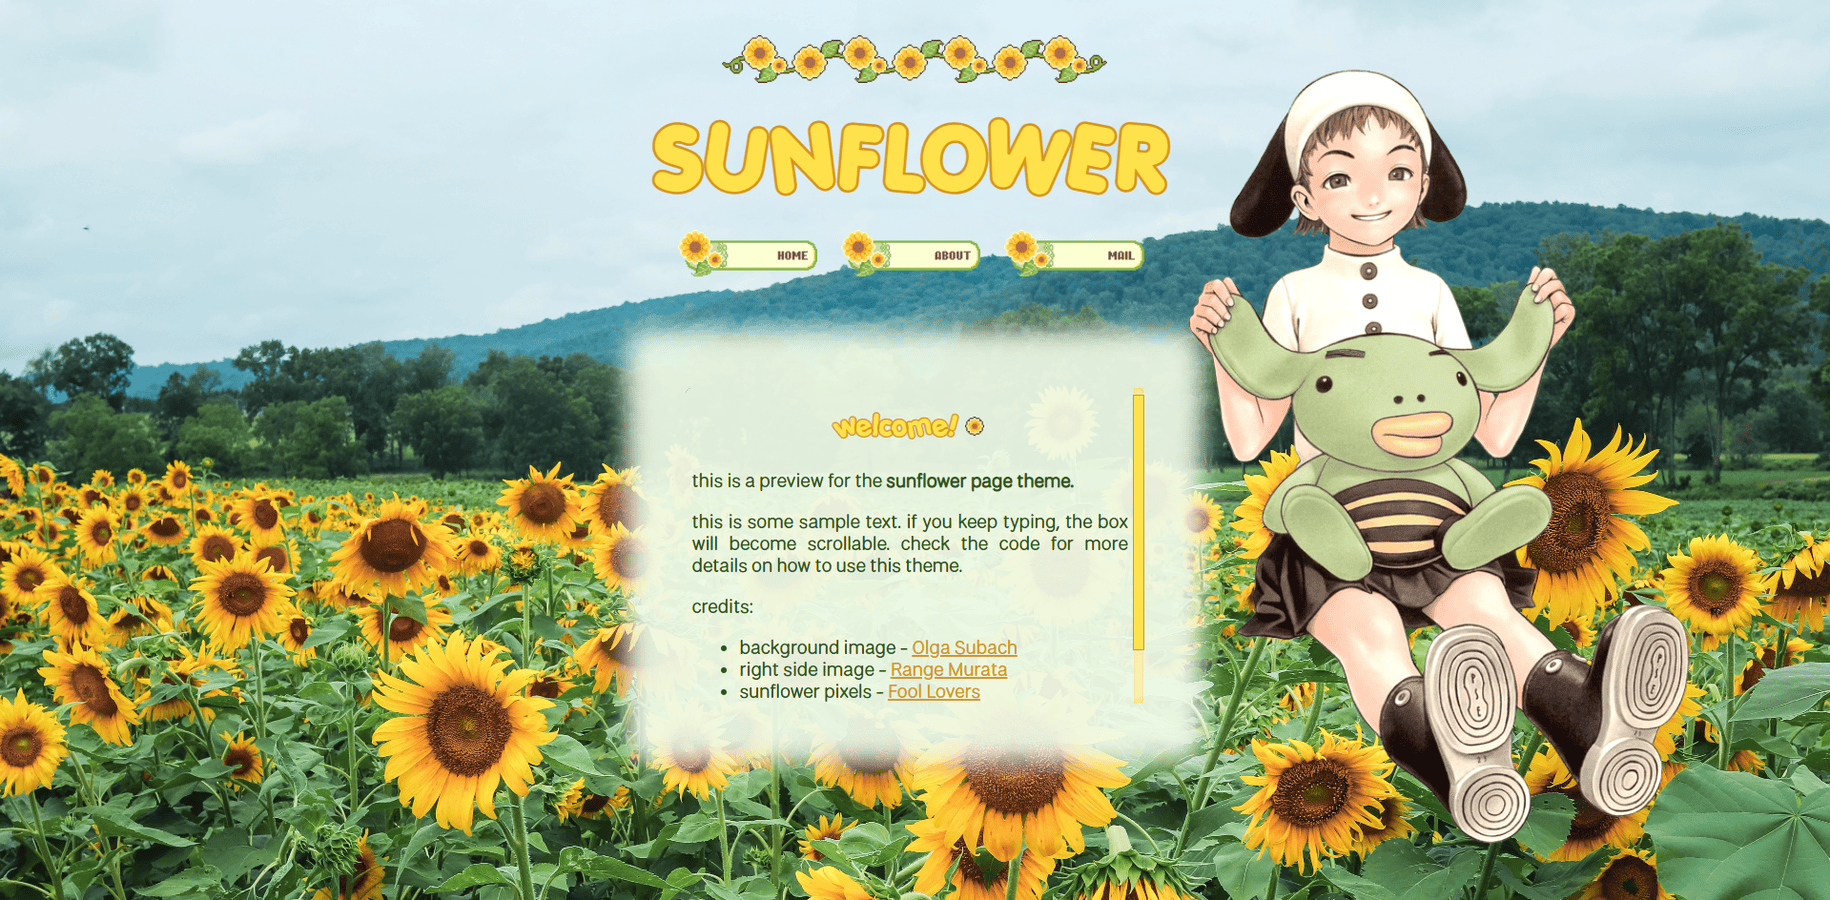 SUNFLOWER
HOME
ABOUT
MAIL
welcome!
this is a preview for the sunflower page theme.
this is some sample text. if you keep typing, the box
will become scrollable. check the code for more
details on how to use this theme.
credits:
• background image - Olga Subach
• right side image - Range Murata
• sunflower pixels - Fool Lovers